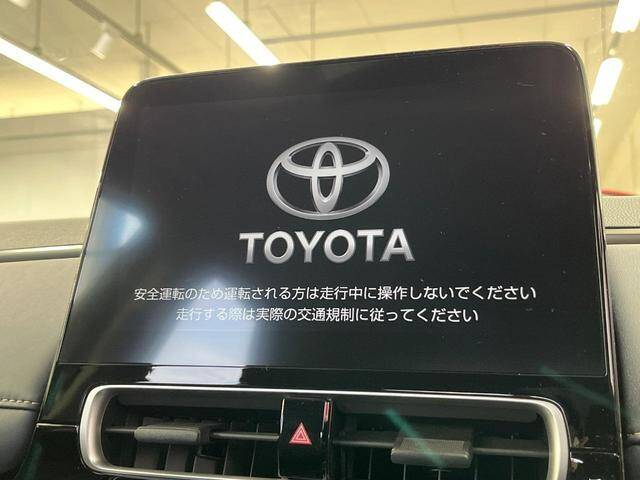 TOYOTA
安全運転のため運転される方は走行中に操作しないでください
走行する際は実際の交通規制に従ってください